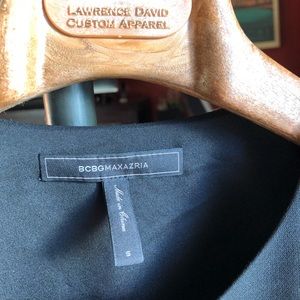 LAWRENCE DAVID
CUSTOM APPAREL
BCBGMAXAZRIA
Made in China
S